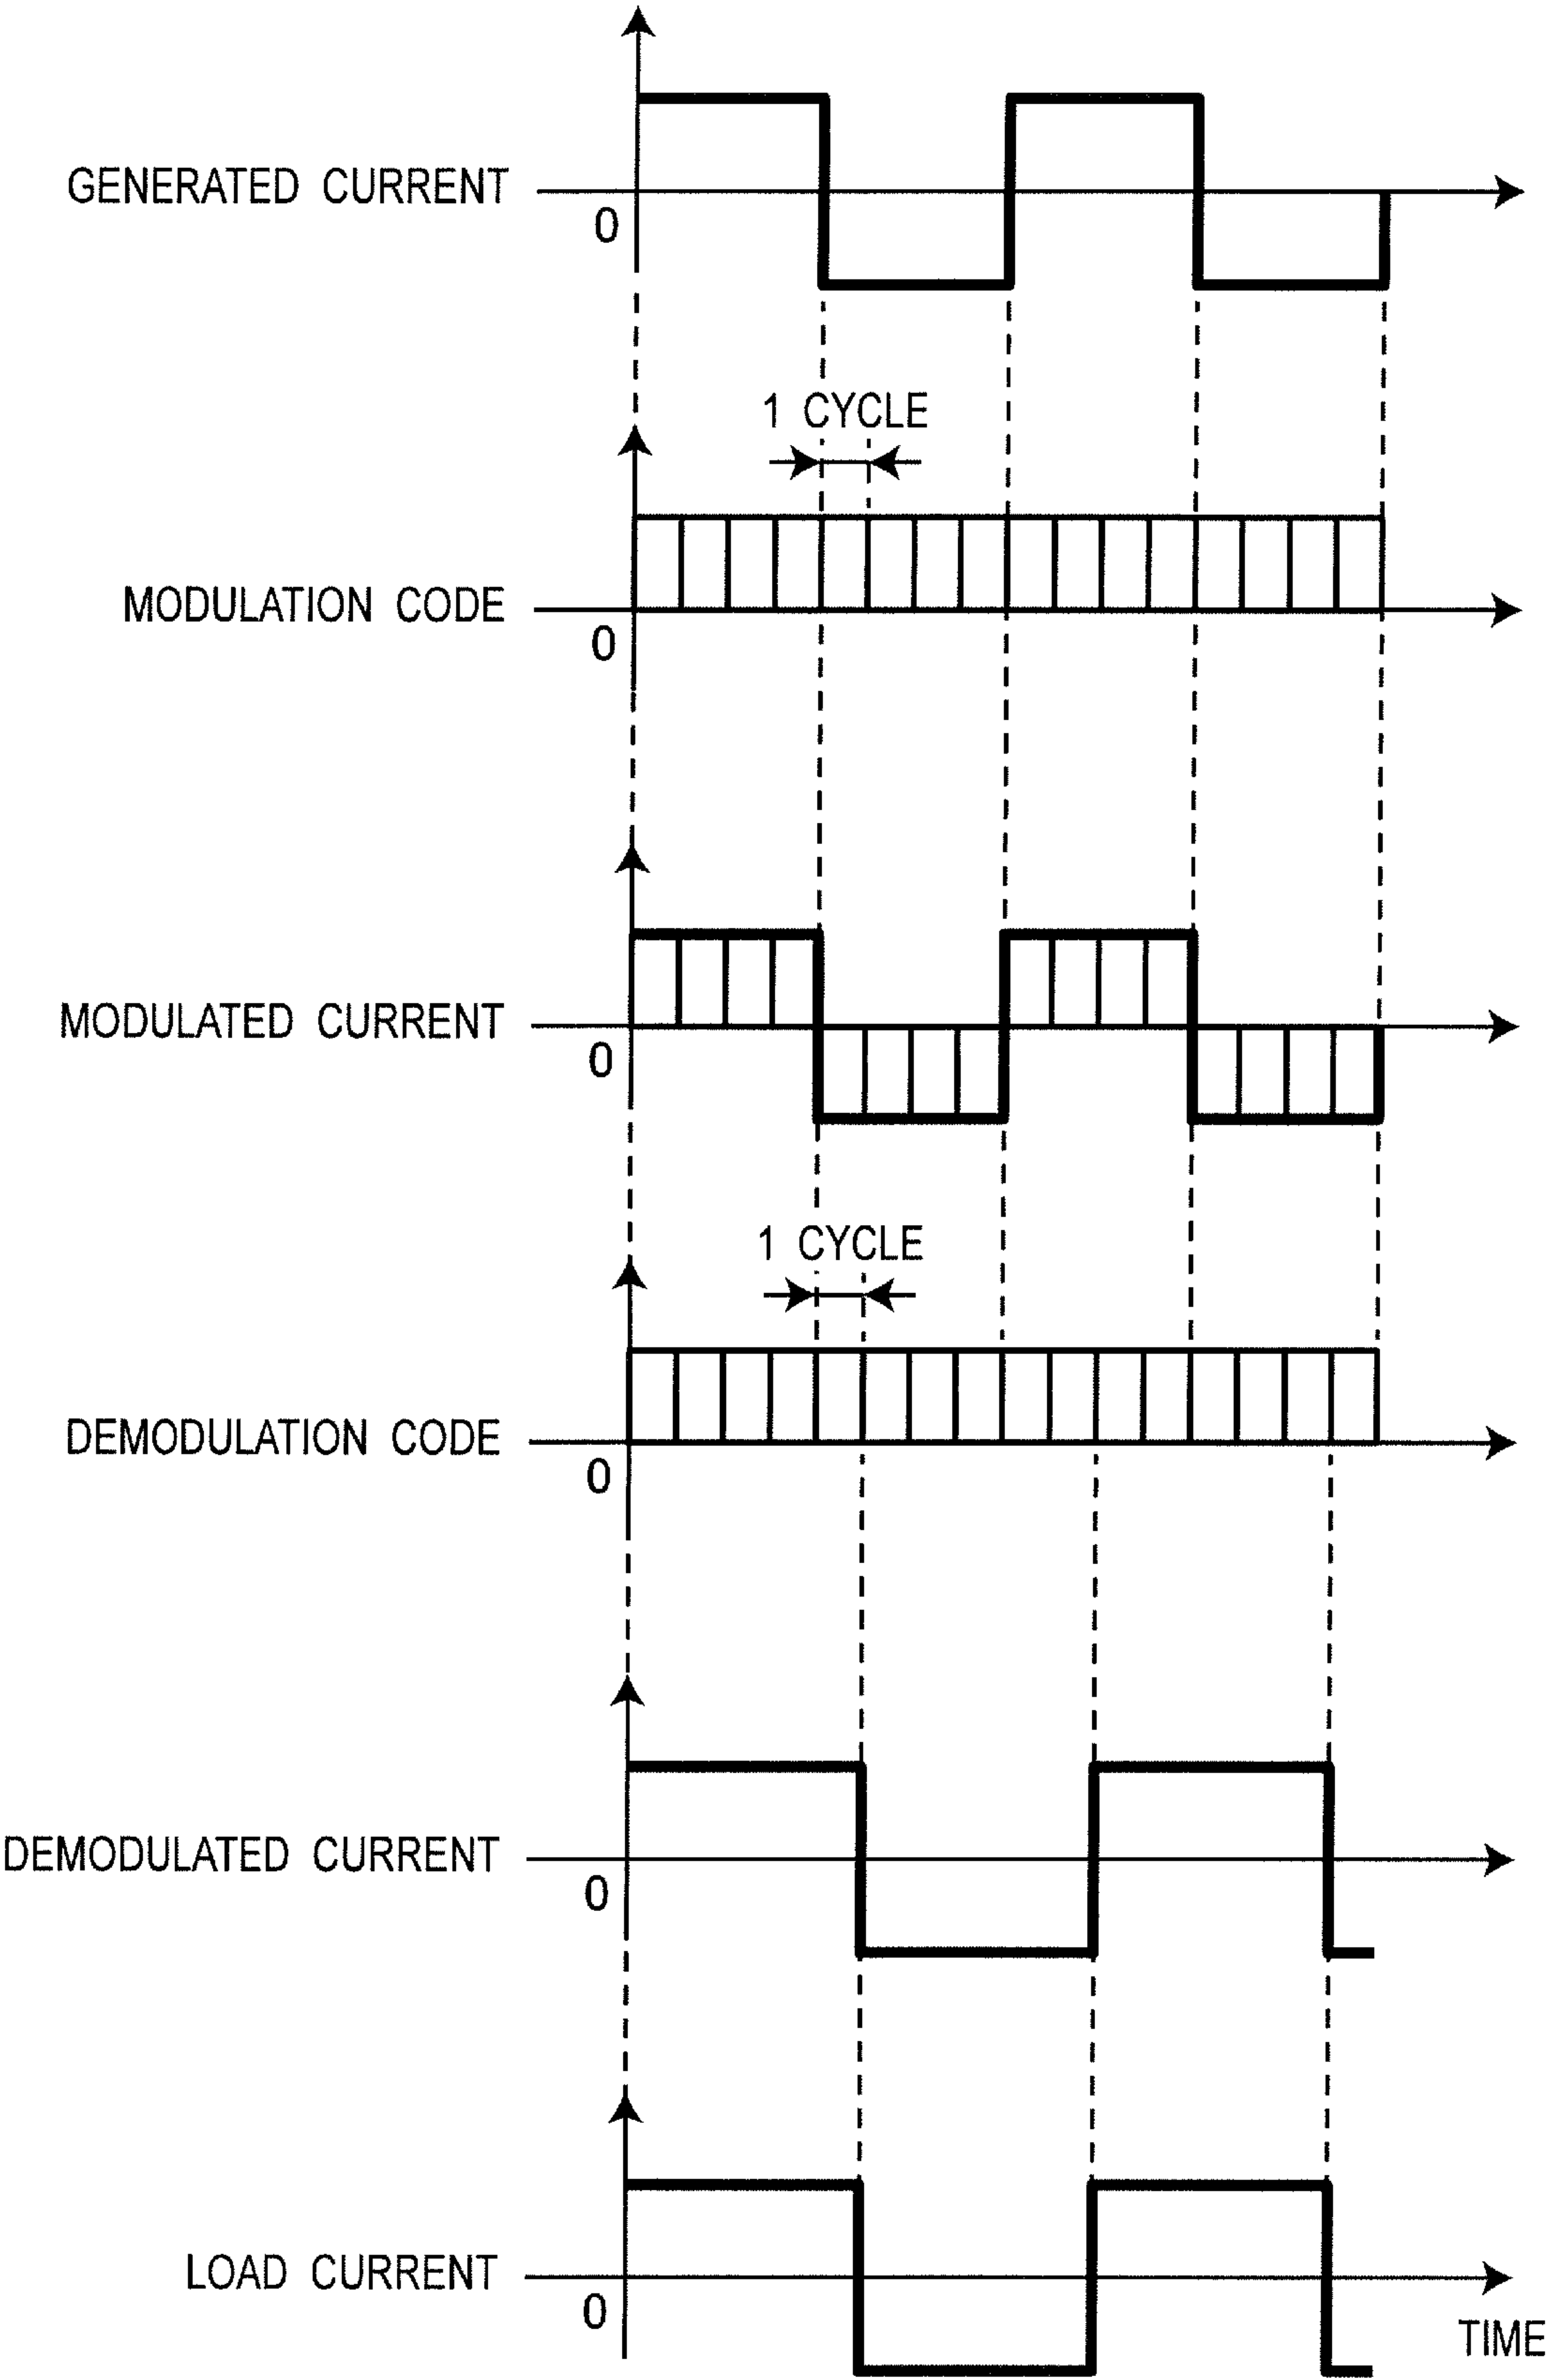 GENERATED CURRENT
0
1 CYCLE
MODULATION CODE
0
MODULATED CURRENT
0
1 CYCLE
DEMODULATION CODE
0
DEMODULATED CURRENT
0
LOAD CURRENT
0
TIME